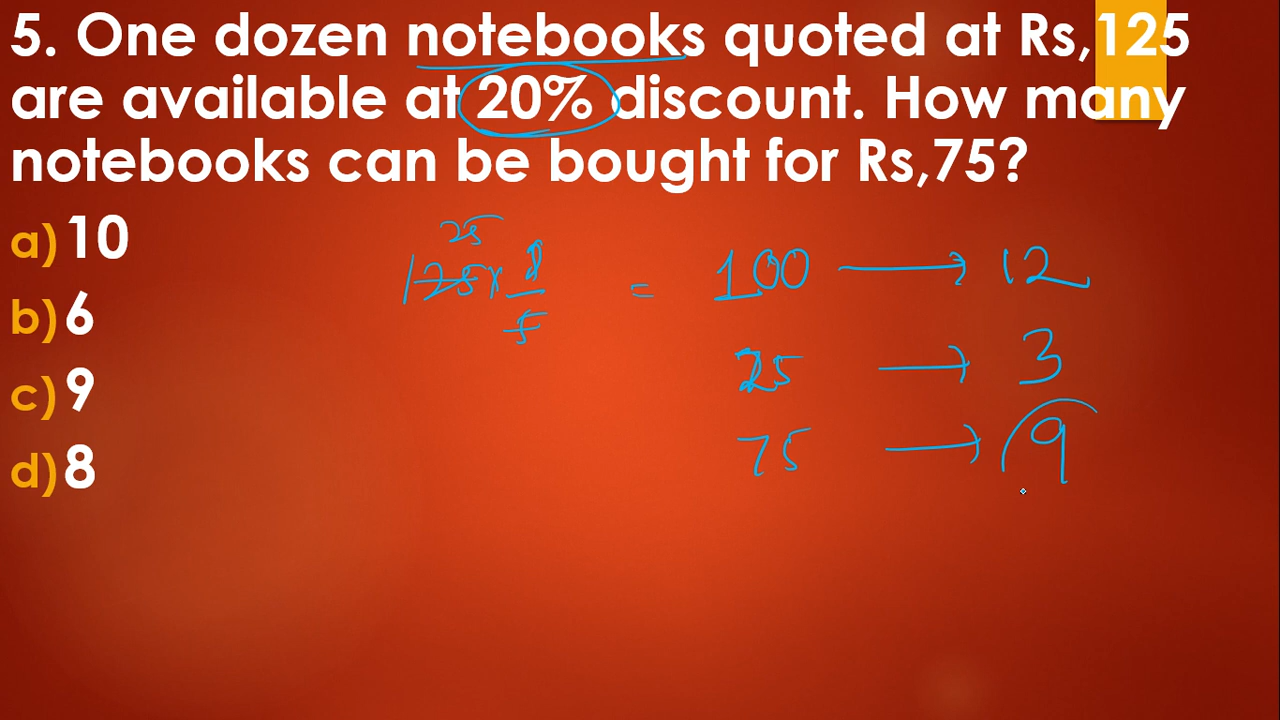 5. One dozen notebooks quoted at Rs,125
are available at 20% discount. How many
notebooks can be bought for Rs,75?
a) 10
b) 6
c) 9
d) 8
25
125 x
5
= 100 → 12
25 → 3
75 → 9